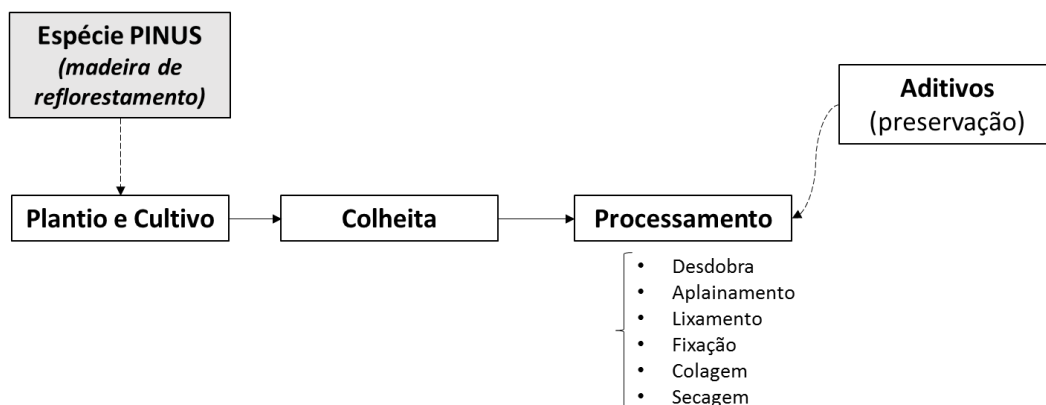 Espécie PINUS
(madeira de
reflorestamento)
Aditivos
(preservação)
Plantio e Cultivo
Colheita
Processamento
• Desdobra
• Aplainamento
• Lixamento
• Fixação
• Colagem
• Secagem